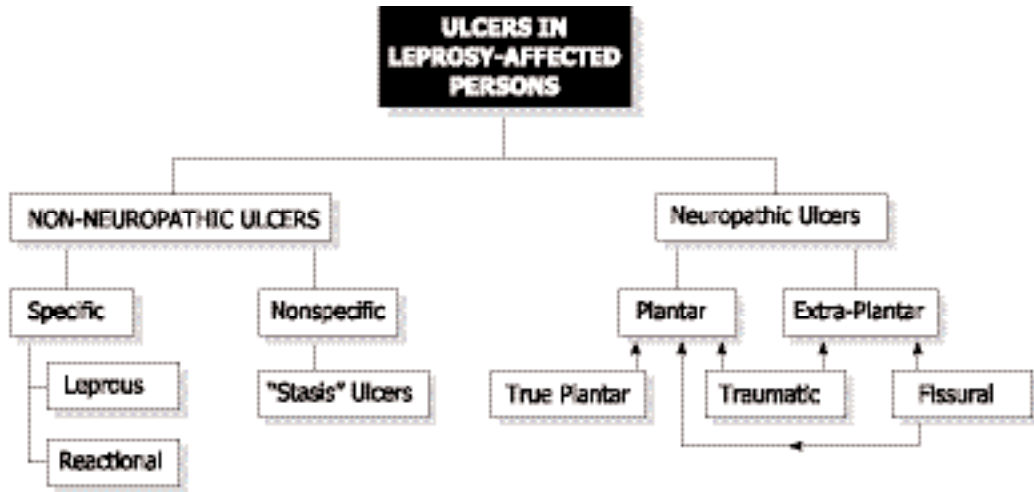 ULCERS IN
LEPROSY-AFFECTED
PERSONS
NON-NEUROPATHIC ULCERS
Neuropathic Ulcers
Specific
Nonspecific
Plantar
Extra-Plantar
Leprous
"Stasis" Ulcers
True Plantar
Traumatic
Fissural
Reactional